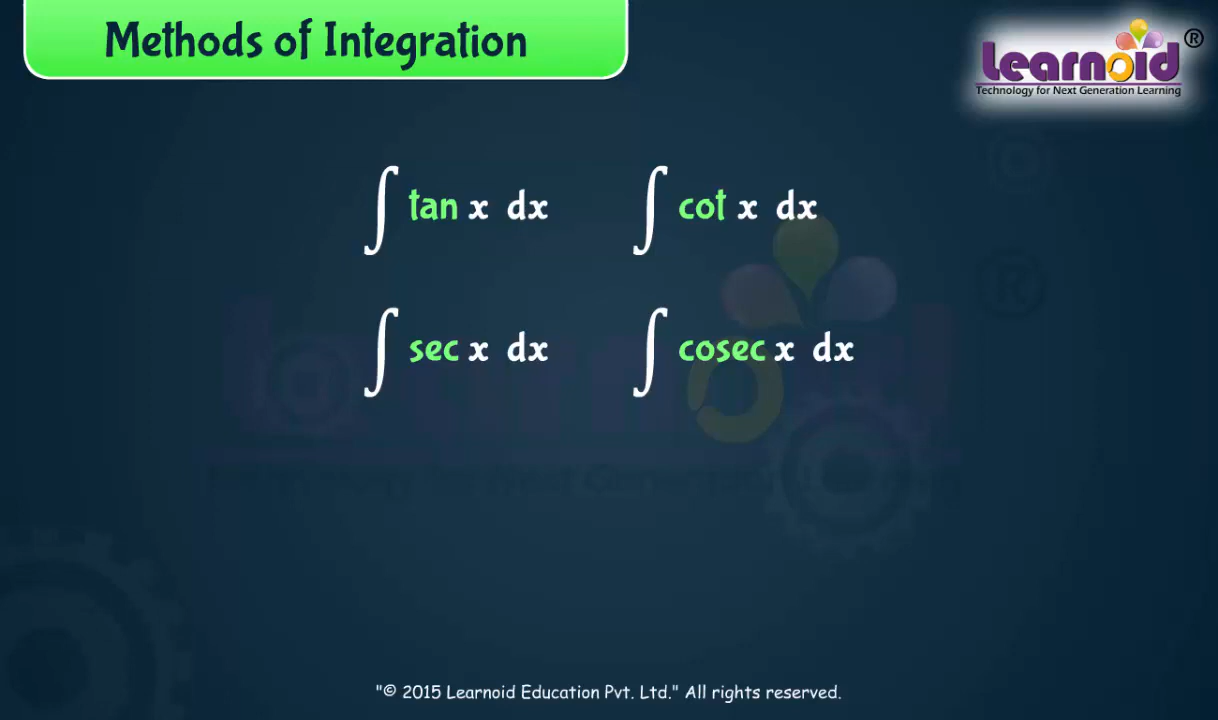 Methods of Integration
Learnoid ®
Technology for Next Generation Learning
∫ tan x dx ∫ cot x dx
∫ sec x dx ∫ cosec x dx
"© 2015 Learnoid Education Pvt. Ltd." All rights reserved.